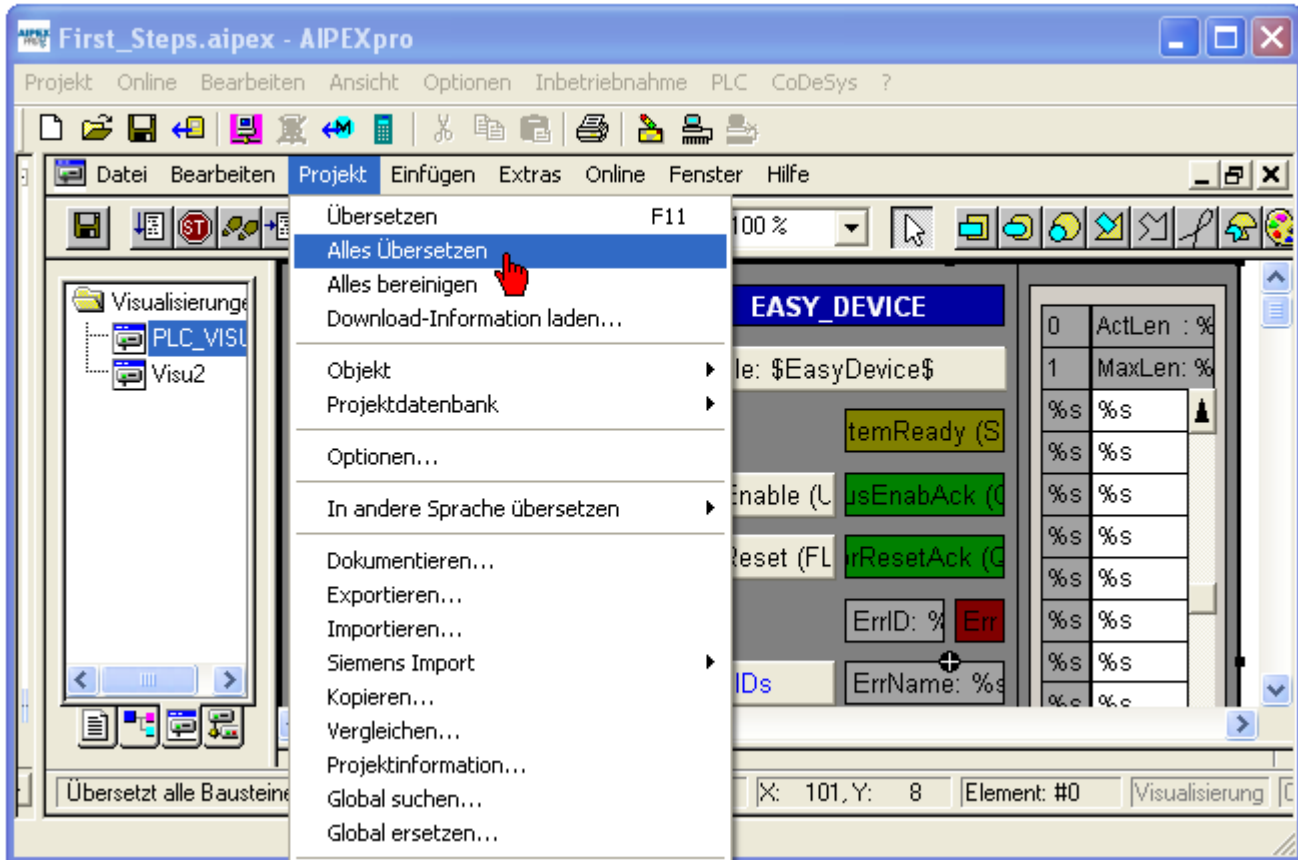 First_Steps.aipex - AIPEXpro
Projekt Online Bearbeiten Ansicht Optionen Inbetriebnahme PLC CoDeSys ?
Datei Bearbeiten Projekt Einfügen Extras Online Fenster Hilfe
ST
100 %
Übersetzen F11
Alles Übersetzen
Alles bereinigen
Download-Information laden...
Objekt
Projektdatenbank
Optionen...
In andere Sprache übersetzen
Dokumentieren...
Exportieren...
Importieren...
Siemens Import
Kopieren...
Vergleichen...
Projektinformation...
Global suchen...
Global ersetzen...
Visualisierunge
PLC_VISU
Visu2
EASY_DEVICE
le: $EasyDevice$
temReady (S
Enable (U
usEnabAck (Q
Reset (FL
rResetAck (Q
ErrID: %
Err
IDs
ErrName: %s
0 ActLen : %
1 MaxLen: %
%s %s
%s %s
%s %s
%s %s
%s %s
%s %s
%s %s
%s %s
Übersetzt alle Bausteine
X: 101, Y: 8
Element: #0
Visualisierung